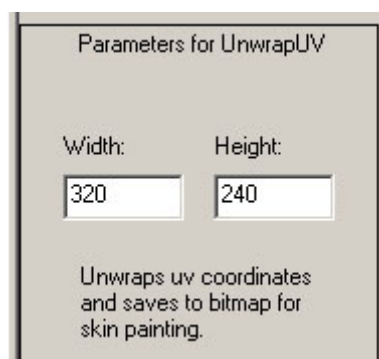 Parameters for UnwrapUV
Width: Height:
320 240
Unwraps uv coordinates
and saves to bitmap for
skin painting.